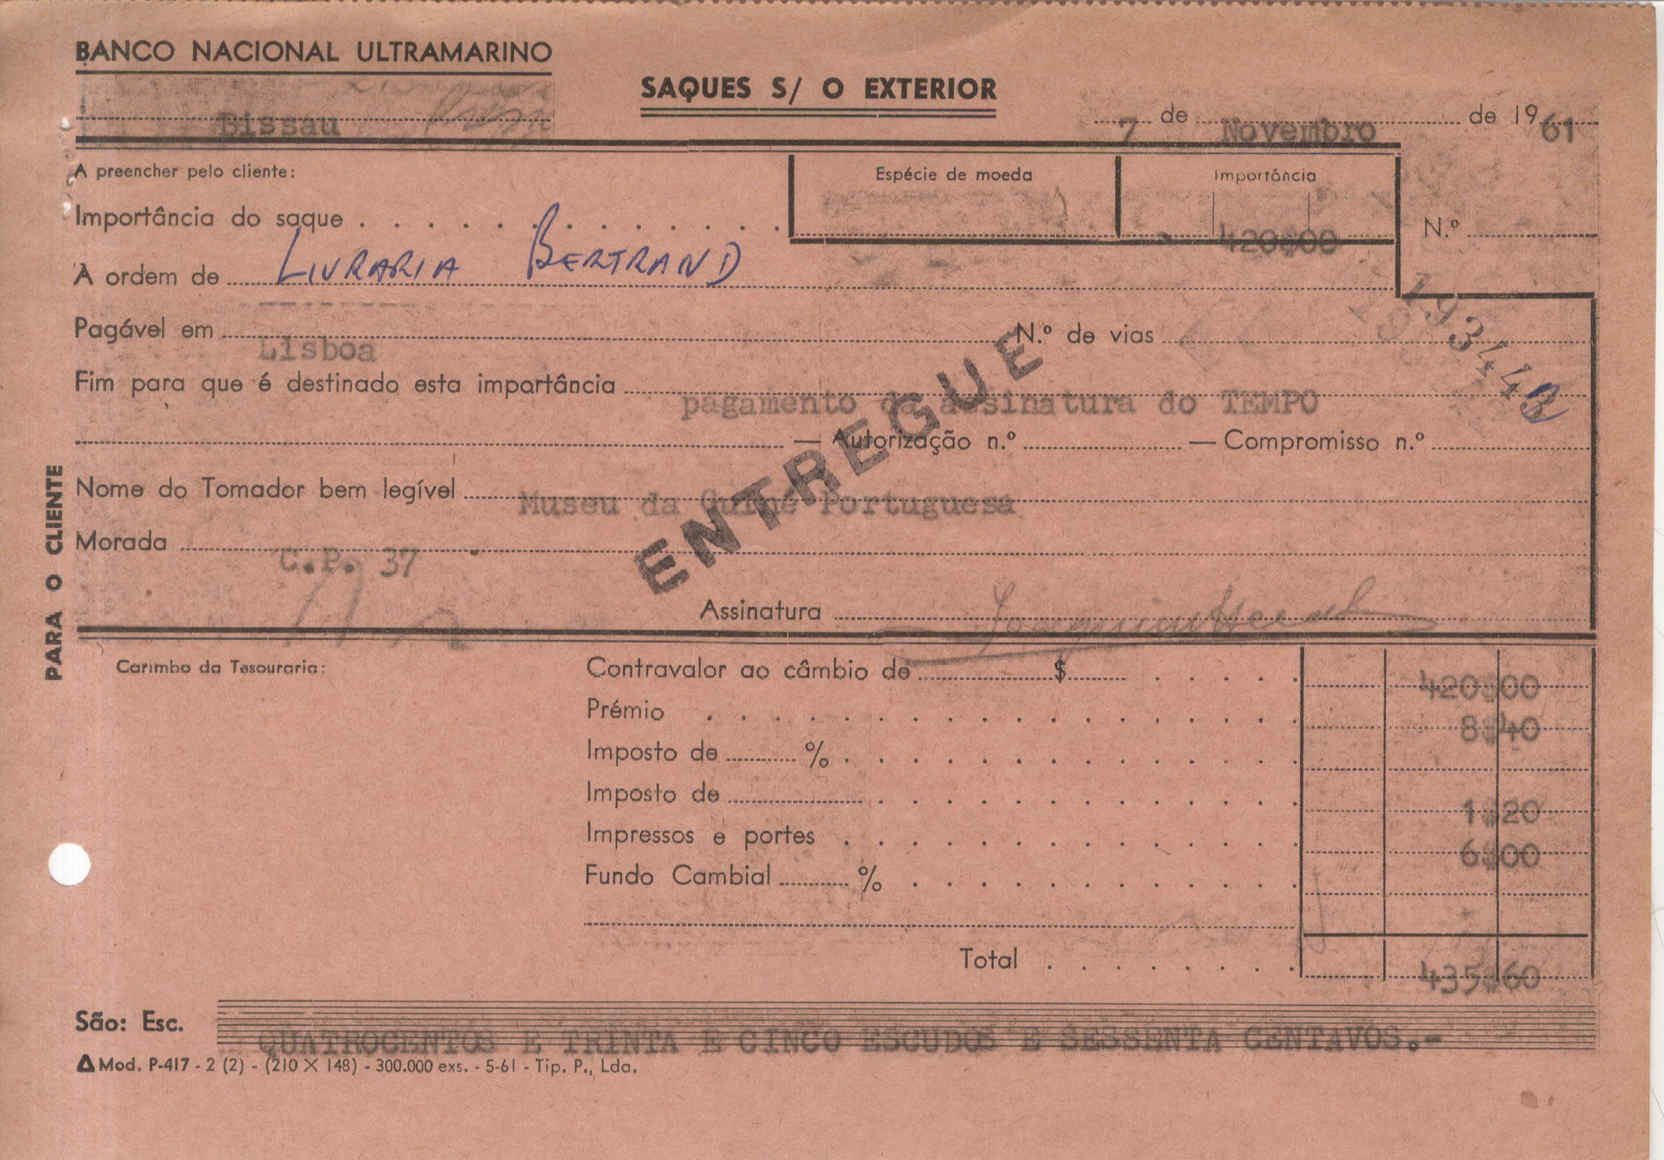 BANCO NACIONAL ULTRAMARINO
SAQUES S/ O EXTERIOR
Bissau
7 de Novembro de 1961
A preencher pelo cliente:
Espécie de moeda
Importância
Importância do saque
420$00
N.º
À ordem de LIVRARIA BERTRAND
Pagável em Lisboa N.º de vias
193444
Fim para que é destinado esta importância pagamento da assinatura do TEMPO
— Autorização n.º — Compromisso n.º
ENTREGUE
Nome do Tomador bem legível Museu da Guiné Portuguesa
Morada C.P. 37
Assinatura
PARA O CLIENTE
Carimbo da Tesouraria:
Contravalor ao câmbio de $ 420$00
Prémio 8$40
Imposto de %
Imposto de 1$20
Impressos e portes 6$00
Fundo Cambial %
Total 435$60
São: Esc. QUATROCENTOS E TRINTA E CINCO ESCUDOS E SESSENTA CENTAVOS.-
Mod. P-417 - 2 (2) - (210 X 148) - 300.000 exs. - 5-61 - Tip. P., Lda.